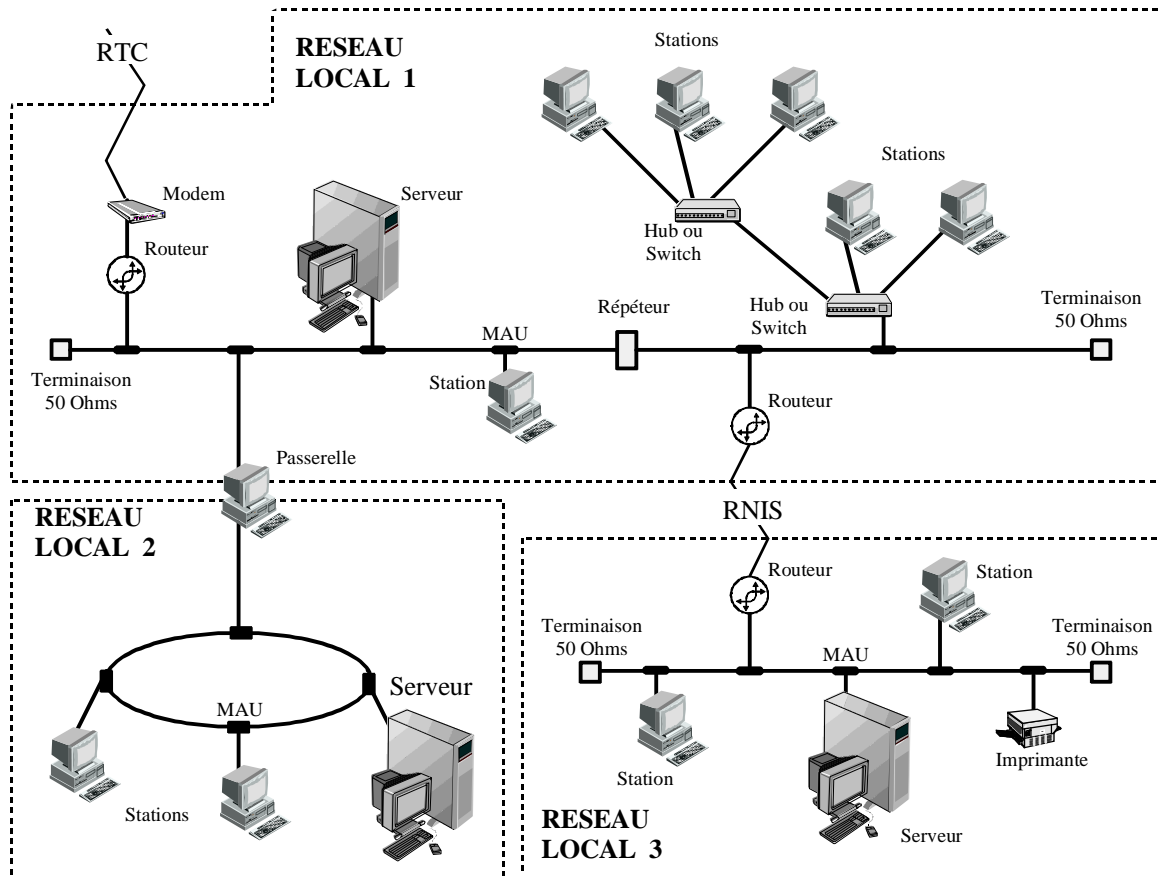 RTC
RESEAU
LOCAL 1
Stations
Stations
Modem
Serveur
Routeur
Hub ou
Switch
Hub ou
Switch
Répéteur
MAU
Terminaison
50 Ohms
Terminaison
50 Ohms
Station
Routeur
Passerelle
RNIS
RESEAU
LOCAL 2
MAU
Serveur
Stations
Routeur
Station
Terminaison
50 Ohms
MAU
Terminaison
50 Ohms
Station
Imprimante
Serveur
RESEAU
LOCAL 3